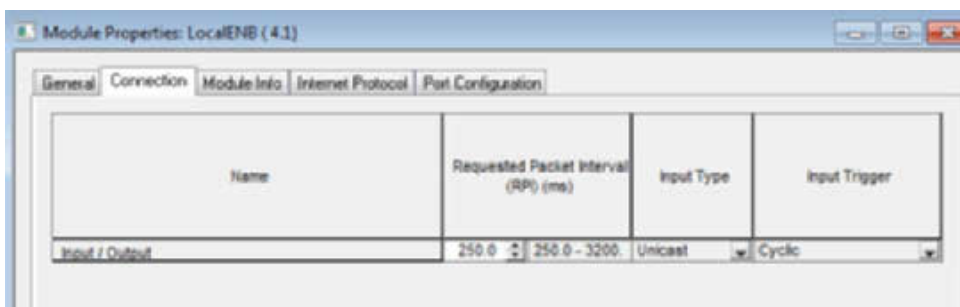 Module Properties: LocalENB (4.1)
General Connection Module Info Internet Protocol Port Configuration
Name Requested Packet Interval (RPI) (ms) Input Type Input Trigger
Input / Output 250.0 250.0 - 3200. Unicast Cyclic